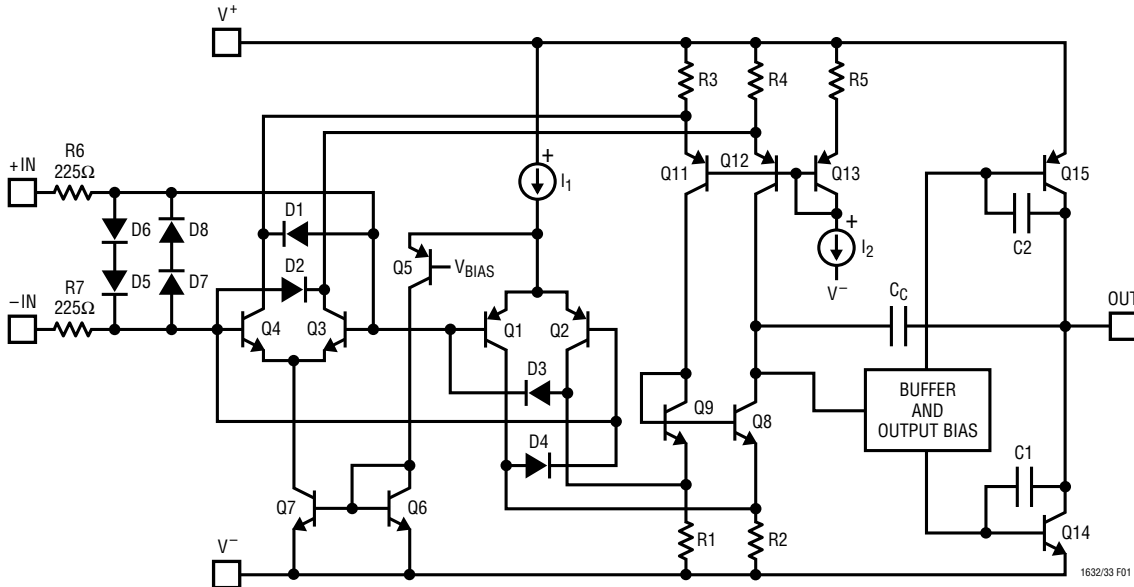 V+
R3
R4
R5
+IN
R6
225Ω
+
I1
Q11
Q12
Q13
Q15
D6
D8
D1
Q5
VBIAS
+
I2
C2
D5
D7
D2
V−
CC
OUT
−IN
R7
225Ω
Q4
Q3
Q1
Q2
D3
BUFFER
AND
OUTPUT BIAS
Q9
Q8
D4
C1
Q7
Q6
R1
R2
Q14
V−
1632/33 F01